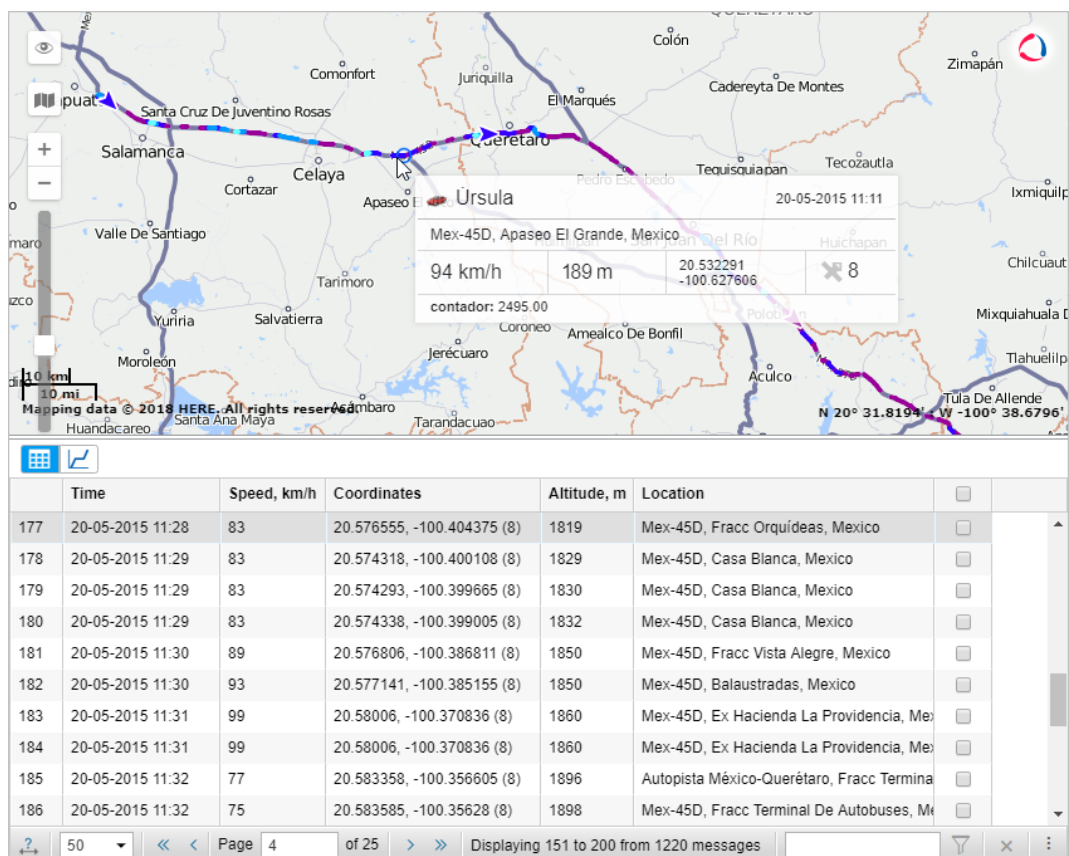 Colón
Zimapán
Comonfort
Juriquilla
Cadereyta De Montes
El Marqués
Santa Cruz De Juventino Rosas
Querétaro
Salamanca
Celaya
Tequisquiapan
Tecozautla
Cortazar
Pedro Escobedo
Ixmiquilp
Apaseo El
Úrsula
20-05-2015 11:11
maro
Valle De Santiago
Mex-45D, Apaseo El Grande, Mexico
San Juan Del Río
Huichapan
94 km/h
189 m
20.532291
-100.627606
8
Chilcuaut
Tarimoro
contador: 2495.00
Yuriria
Salvatierra
Coroneo
Amealco De Bonfil
Polotitlán
Mixquiahuala D
Moroleón
Jerécuaro
Tlahuelilp
Aculco
10 km
10 mi
Tula De Allende
Mapping data © 2018 HERE. All rights reserved.
Acámbaro
N 20° 31.8194' : W -100° 38.6796'
Huandacareo
Santa Ana Maya
Tarandacuao
Time Speed, km/h Coordinates Altitude, m Location
177 20-05-2015 11:28 83 20.576555, -100.404375 (8) 1819 Mex-45D, Fracc Orquídeas, Mexico
178 20-05-2015 11:29 83 20.574318, -100.400108 (8) 1829 Mex-45D, Casa Blanca, Mexico
179 20-05-2015 11:29 83 20.574293, -100.399665 (8) 1830 Mex-45D, Casa Blanca, Mexico
180 20-05-2015 11:29 83 20.574338, -100.399005 (8) 1832 Mex-45D, Casa Blanca, Mexico
181 20-05-2015 11:30 89 20.576806, -100.386811 (8) 1850 Mex-45D, Fracc Vista Alegre, Mexico
182 20-05-2015 11:30 93 20.577141, -100.385155 (8) 1850 Mex-45D, Balaustradas, Mexico
183 20-05-2015 11:31 99 20.58006, -100.370836 (8) 1860 Mex-45D, Ex Hacienda La Providencia, Mex
184 20-05-2015 11:31 99 20.58006, -100.370836 (8) 1860 Mex-45D, Ex Hacienda La Providencia, Mex
185 20-05-2015 11:32 77 20.583358, -100.356605 (8) 1896 Autopista México-Querétaro, Fracc Termina
186 20-05-2015 11:32 75 20.583585, -100.35628 (8) 1898 Mex-45D, Fracc Terminal De Autobuses, Me
50 Page 4 of 25 Displaying 151 to 200 from 1220 messages